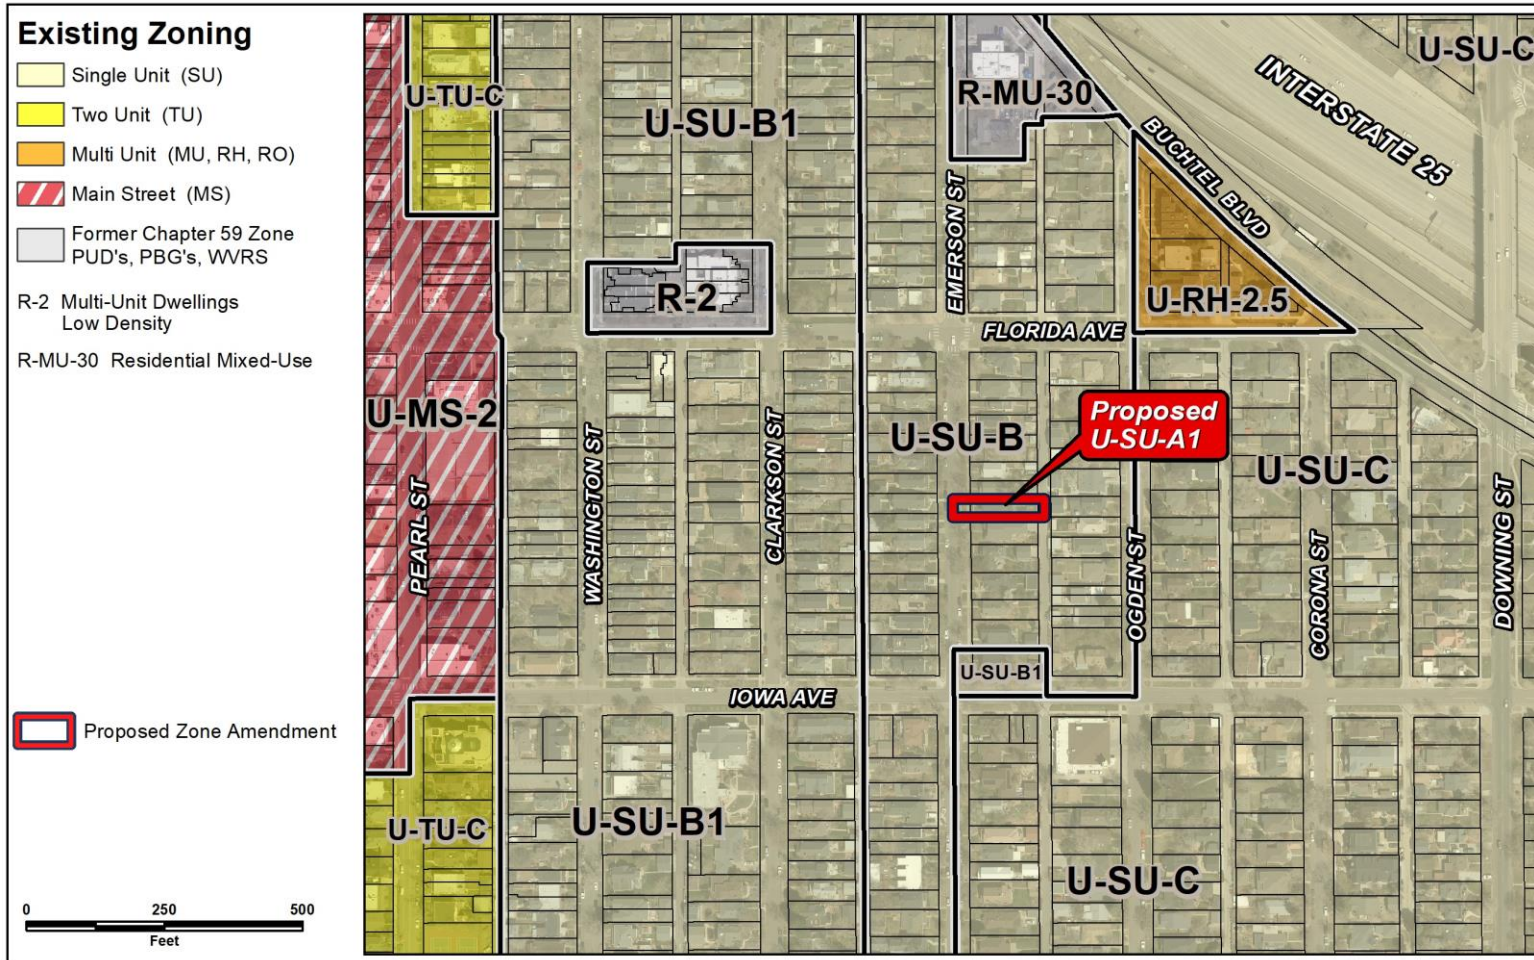 Existing Zoning
Single Unit (SU)
Two Unit (TU)
Multi Unit (MU, RH, RO)
Main Street (MS)
Former Chapter 59 Zone
PUD's, PBG's, WVRS
R-2 Multi-Unit Dwellings
Low Density
R-MU-30 Residential Mixed-Use
Proposed Zone Amendment
0 250 500
Feet
U-TU-C
U-SU-B1
R-MU-30
INTERSTATE 25
U-SU-C
BUCHTEL BLVD
EMERSON ST
R-2
U-RH-2.5
FLORIDA AVE
U-MS-2
U-SU-B
Proposed
U-SU-A1
U-SU-C
PEARL ST
WASHINGTON ST
CLARKSON ST
OGDEN ST
CORONA ST
DOWNING ST
U-SU-B1
IOWA AVE
U-TU-C
U-SU-B1
U-SU-C